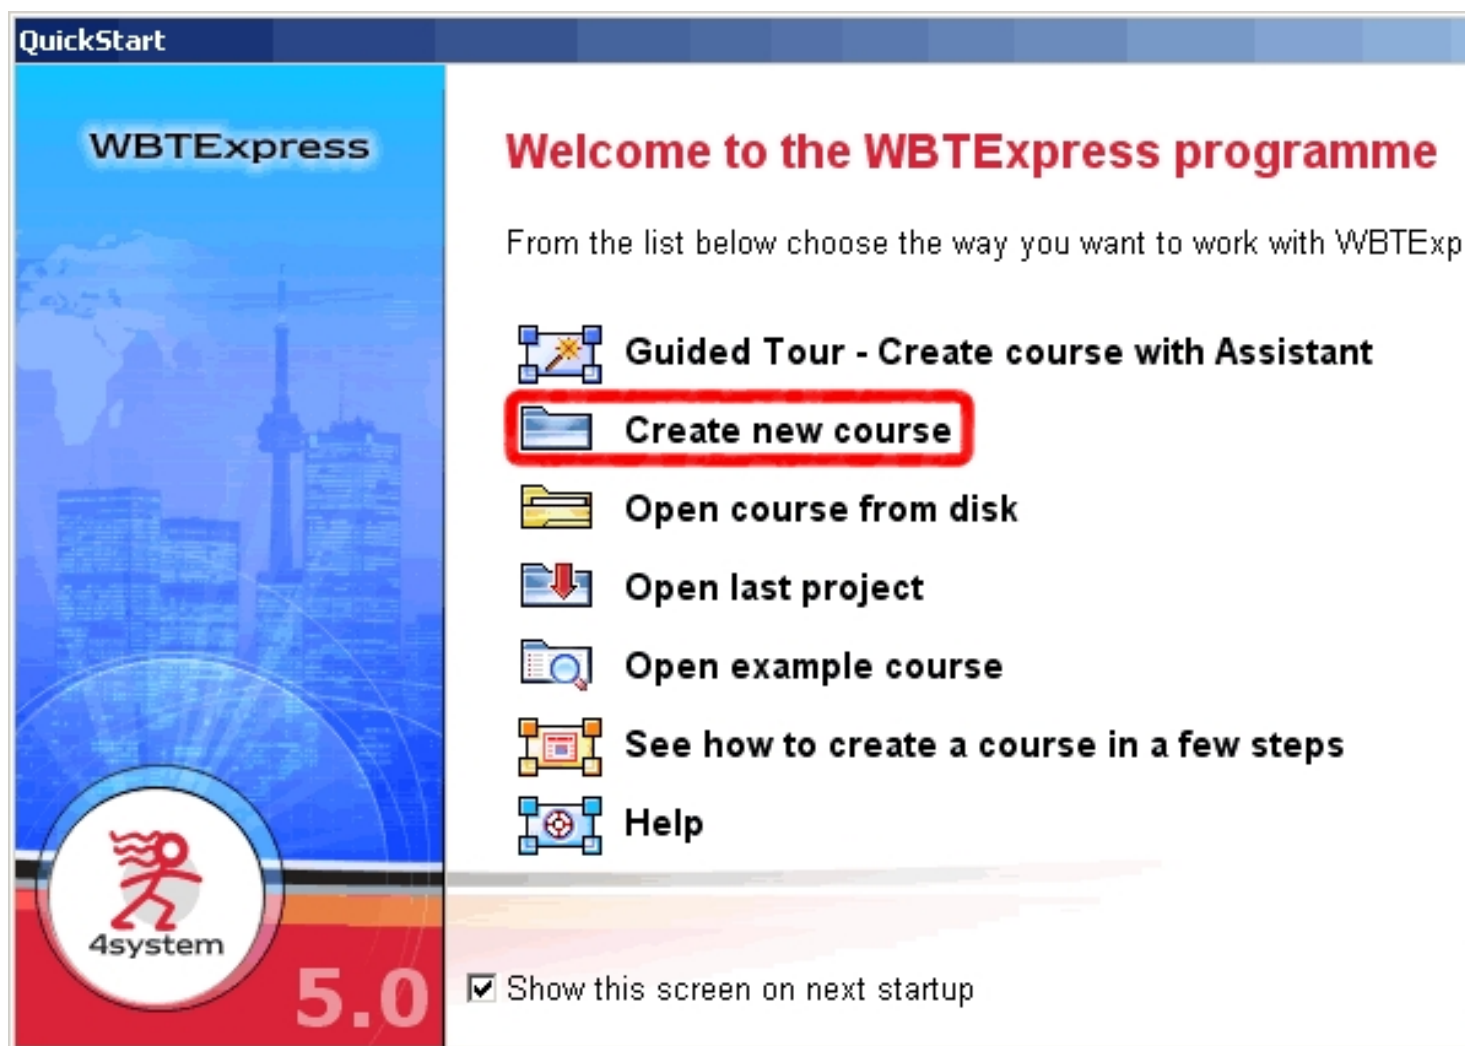 QuickStart
WBTExpress
Welcome to the WBTExpress programme
From the list below choose the way you want to work with WBTExp
Guided Tour - Create course with Assistant
Create new course
Open course from disk
Open last project
Open example course
See how to create a course in a few steps
Help
4system
5.0
Show this screen on next startup